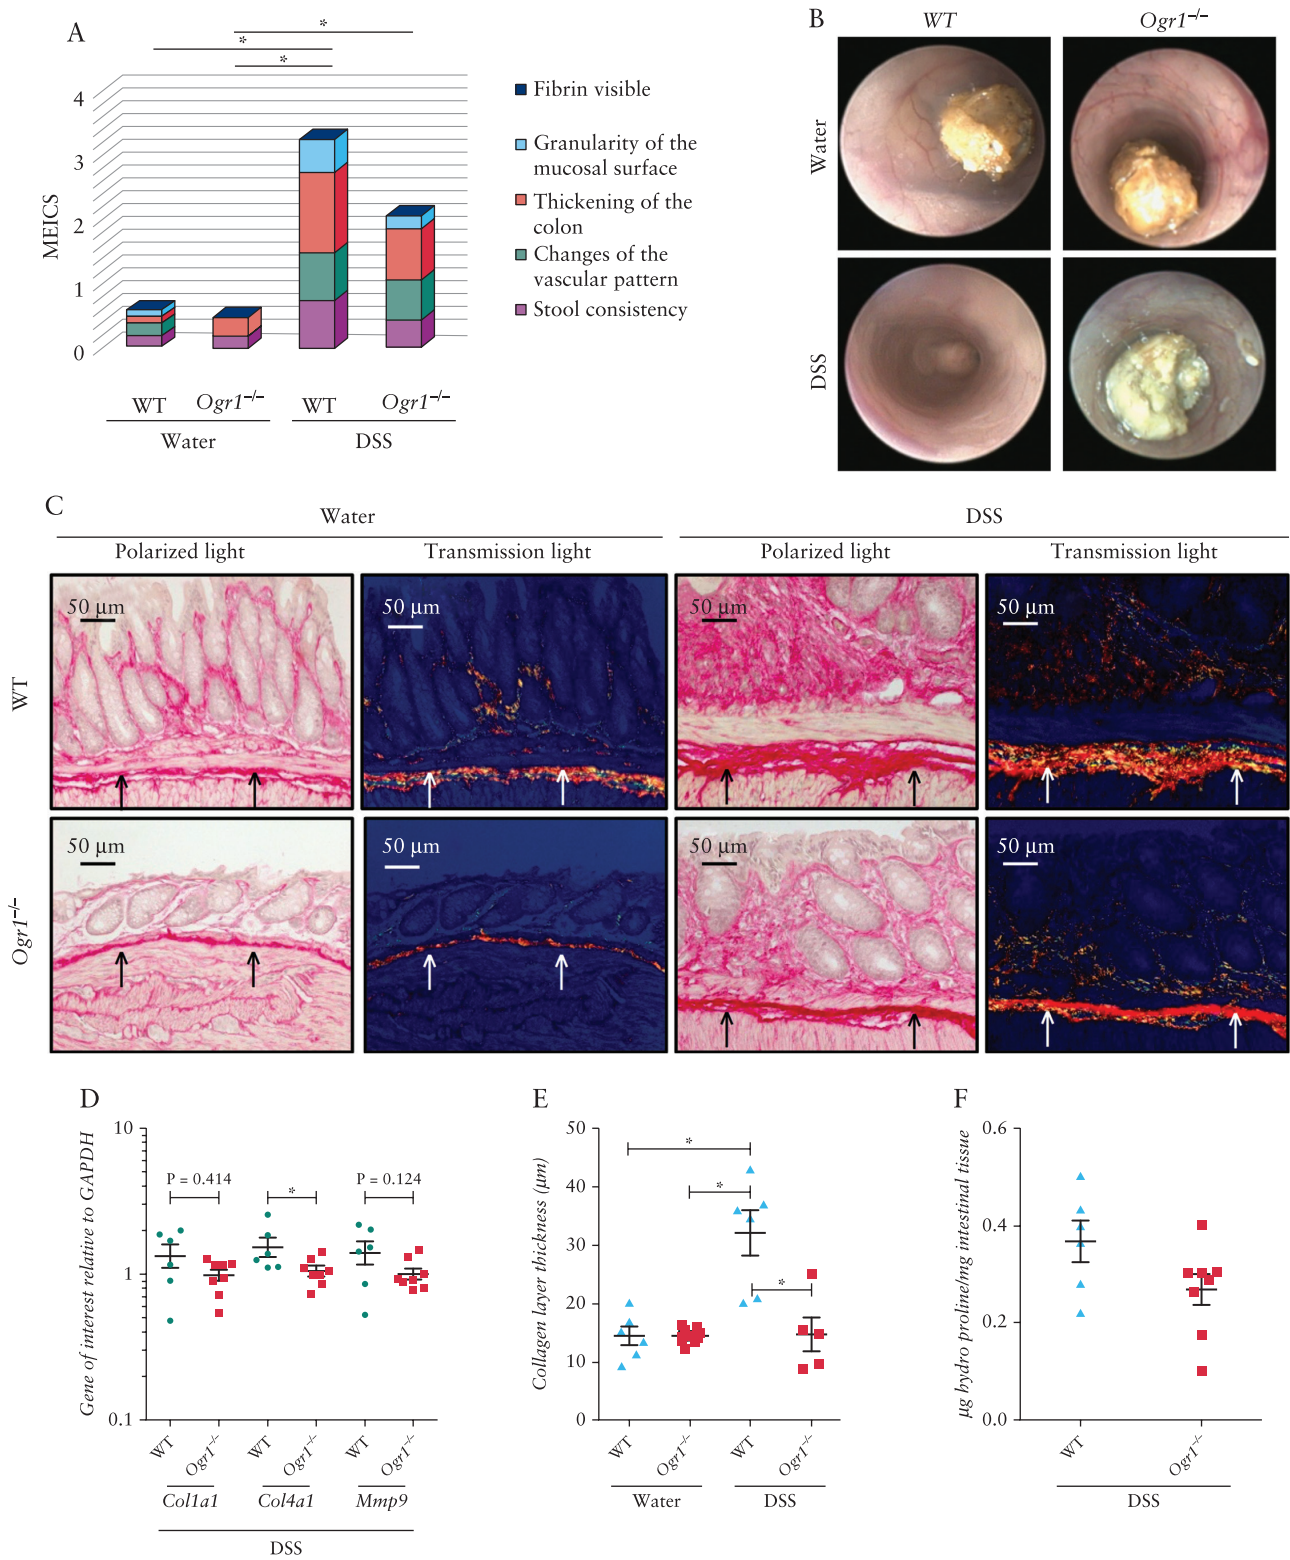 A
*
*
*
4
3
2
1
0
MEICS
Fibrin visible
Granularity of the
mucosal surface
Thickening of the
colon
Changes of the
vascular pattern
Stool consistency
WT
Ogr1−/−
WT
Ogr1−/−
Water
DSS
B
WT
Ogr1−/−
Water
DSS
C
Water
DSS
Polarized light
Transmission light
Polarized light
Transmission light
WT
50 µm
50 µm
50 µm
50 µm
Ogr1−/−
50 µm
50 µm
50 µm
50 µm
D
Gene of interest relative to GAPDH
10
1
0.1
P = 0.414
*
P = 0.124
WT
Ogr1−/−
WT
Ogr1−/−
WT
Ogr1−/−
Col1a1
Col4a1
Mmp9
DSS
E
Collagen layer thickness (µm)
50
40
30
20
10
0
*
*
*
WT
Ogr1−/−
WT
Ogr1−/−
Water
DSS
F
µg hydro proline/mg intestinal tissue
0.6
0.4
0.2
0.0
WT
Ogr1−/−
DSS